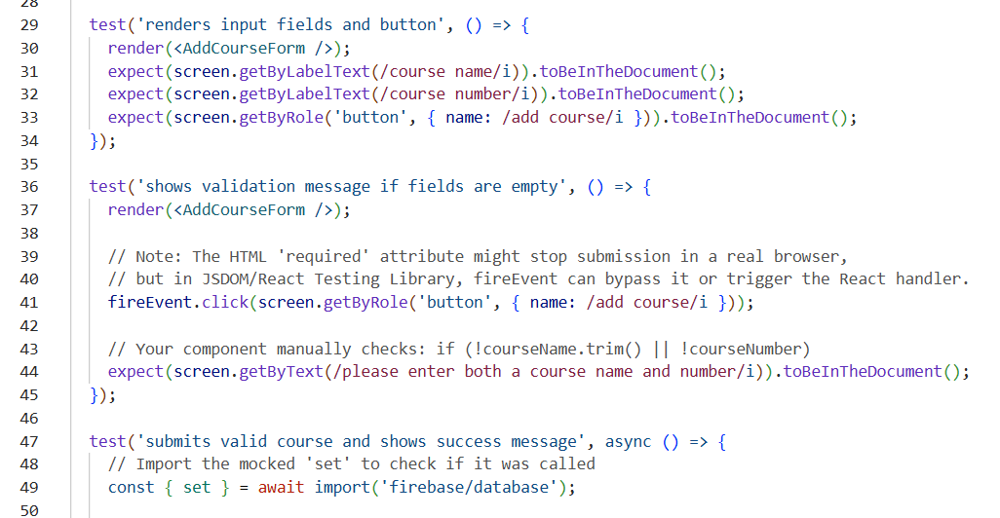 28
29 test('renders input fields and button', () => {
30 render(<AddCourseForm />);
31 expect(screen.getByLabelText(/course name/i)).toBeInTheDocument();
32 expect(screen.getByLabelText(/course number/i)).toBeInTheDocument();
33 expect(screen.getByRole('button', { name: /add course/i })).toBeInTheDocument();
34 });
35
36 test('shows validation message if fields are empty', () => {
37 render(<AddCourseForm />);
38
39 // Note: The HTML 'required' attribute might stop submission in a real browser,
40 // but in JSDOM/React Testing Library, fireEvent can bypass it or trigger the React handler.
41 fireEvent.click(screen.getByRole('button', { name: /add course/i }));
42
43 // Your component manually checks: if (!courseName.trim() || !courseNumber)
44 expect(screen.getByText(/please enter both a course name and number/i)).toBeInTheDocument();
45 });
46
47 test('submits valid course and shows success message', async () => {
48 // Import the mocked 'set' to check if it was called
49 const { set } = await import('firebase/database');
50